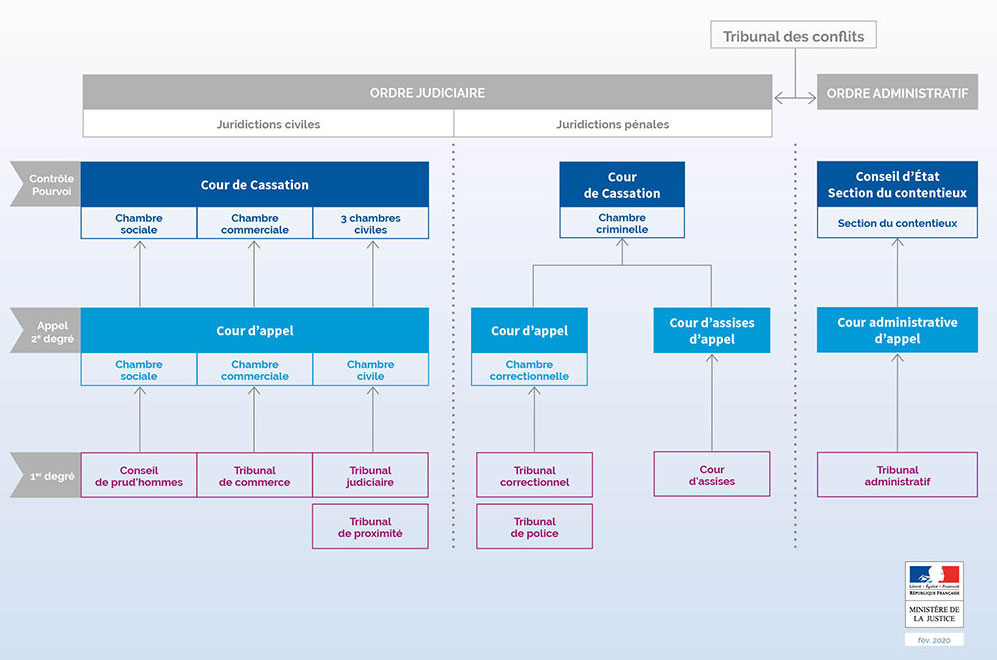 Tribunal des conflits
ORDRE JUDICIAIRE
ORDRE ADMINISTRATIF
Juridictions civiles
Juridictions pénales
Contrôle
Pourvoi
Cour de Cassation
Chambre
sociale
Chambre
commerciale
3 chambres
civiles
Cour
de Cassation
Chambre
criminelle
Conseil d'État
Section du contentieux
Section du contentieux
Appel
2e degré
Cour d'appel
Chambre
sociale
Chambre
commerciale
Chambre
civile
Cour d'appel
Chambre
correctionnelle
Cour d'assises
d'appel
Cour administrative
d'appel
1er degré
Conseil
de prud'hommes
Tribunal
de commerce
Tribunal
judiciaire
Tribunal
de proximité
Tribunal
correctionnel
Tribunal
de police
Cour
d'assises
Tribunal
administratif
Liberté • Égalité • Fraternité
RÉPUBLIQUE FRANÇAISE
MINISTÈRE DE
LA JUSTICE
fév. 2020